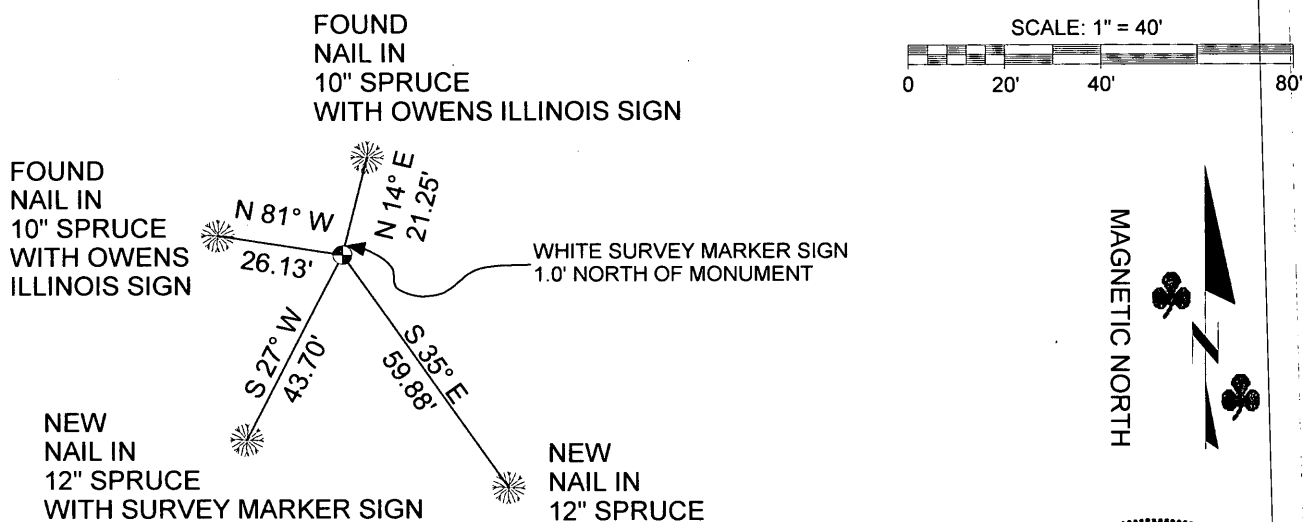 FOUND
NAIL IN
10" SPRUCE
WITH OWENS ILLINOIS SIGN
SCALE: 1" = 40'
0 20' 40' 80'
FOUND
NAIL IN
10" SPRUCE
WITH OWENS
ILLINOIS SIGN
N 81° W
26.13'
N 14° E
21.25'
WHITE SURVEY MARKER SIGN
1.0' NORTH OF MONUMENT
MAGNETIC NORTH
S 27° W
43.70'
S 35° E
59.88'
NEW
NAIL IN
12" SPRUCE
WITH SURVEY MARKER SIGN
NEW
NAIL IN
12" SPRUCE